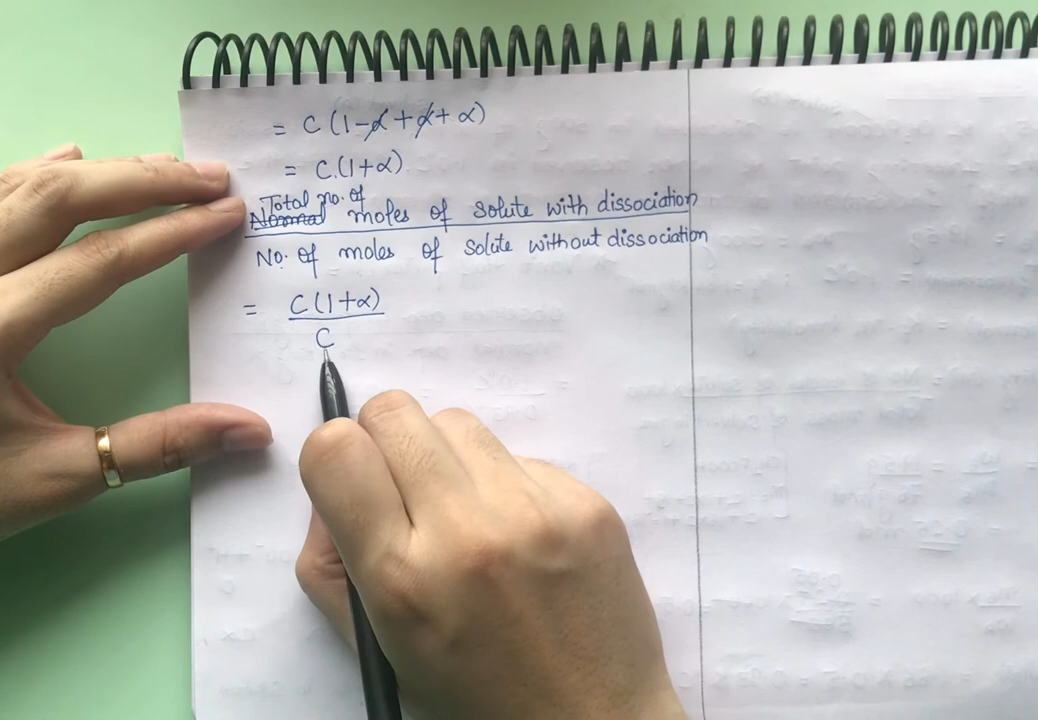 = C (1-α+α+α)
= C.(1+α)
Total no. of
Normal moles of solute with dissociation
No. of moles of solute without dissociation
= C(1+α)
C